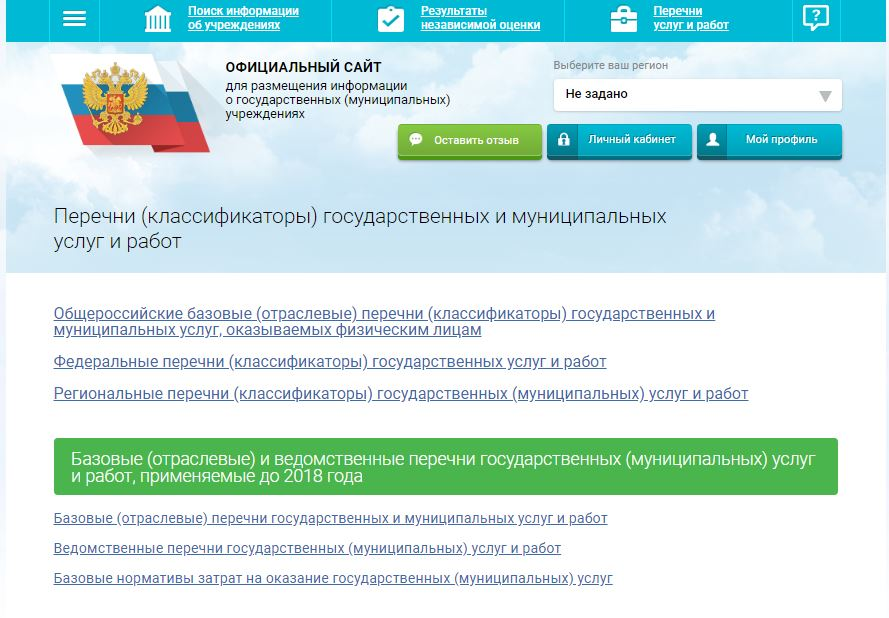 Поиск информации
об учреждениях
Результаты
независимой оценки
Перечни
услуг и работ
?
ОФИЦИАЛЬНЫЙ САЙТ
для размещения информации
о государственных (муниципальных)
учреждениях
Выберите ваш регион
Не задано
Оставить отзыв
Личный кабинет
Мой профиль
Перечни (классификаторы) государственных и муниципальных
услуг и работ
Общероссийские базовые (отраслевые) перечни (классификаторы) государственных и
муниципальных услуг, оказываемых физическим лицам
Федеральные перечни (классификаторы) государственных услуг и работ
Региональные перечни (классификаторы) государственных (муниципальных) услуг и работ
Базовые (отраслевые) и ведомственные перечни государственных (муниципальных) услуг
и работ, применяемые до 2018 года
Базовые (отраслевые) перечни государственных и муниципальных услуг и работ
Ведомственные перечни государственных (муниципальных) услуг и работ
Базовые нормативы затрат на оказание государственных (муниципальных) услуг